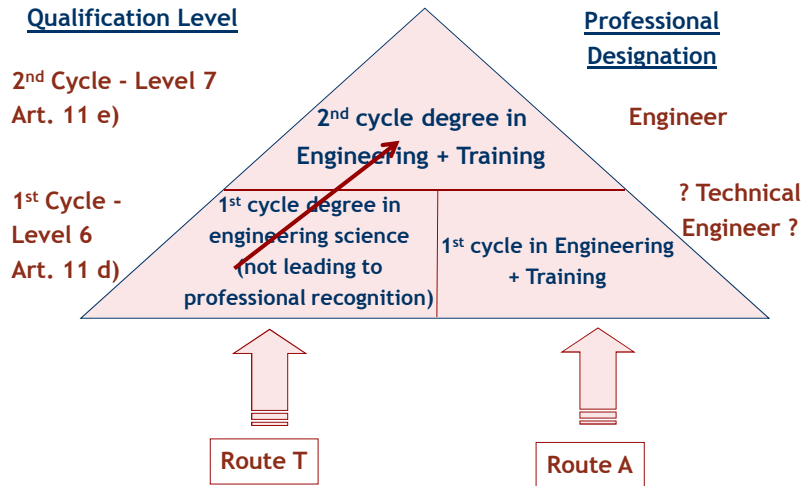 Qualification Level
Professional
Designation
2nd Cycle - Level 7
Art. 11 e)
2nd cycle degree in
Engineering + Training
Engineer
1st Cycle -
Level 6
Art. 11 d)
1st cycle degree in
engineering science
(not leading to
professional recognition)
1st cycle in Engineering
+ Training
? Technical
Engineer ?
Route T
Route A